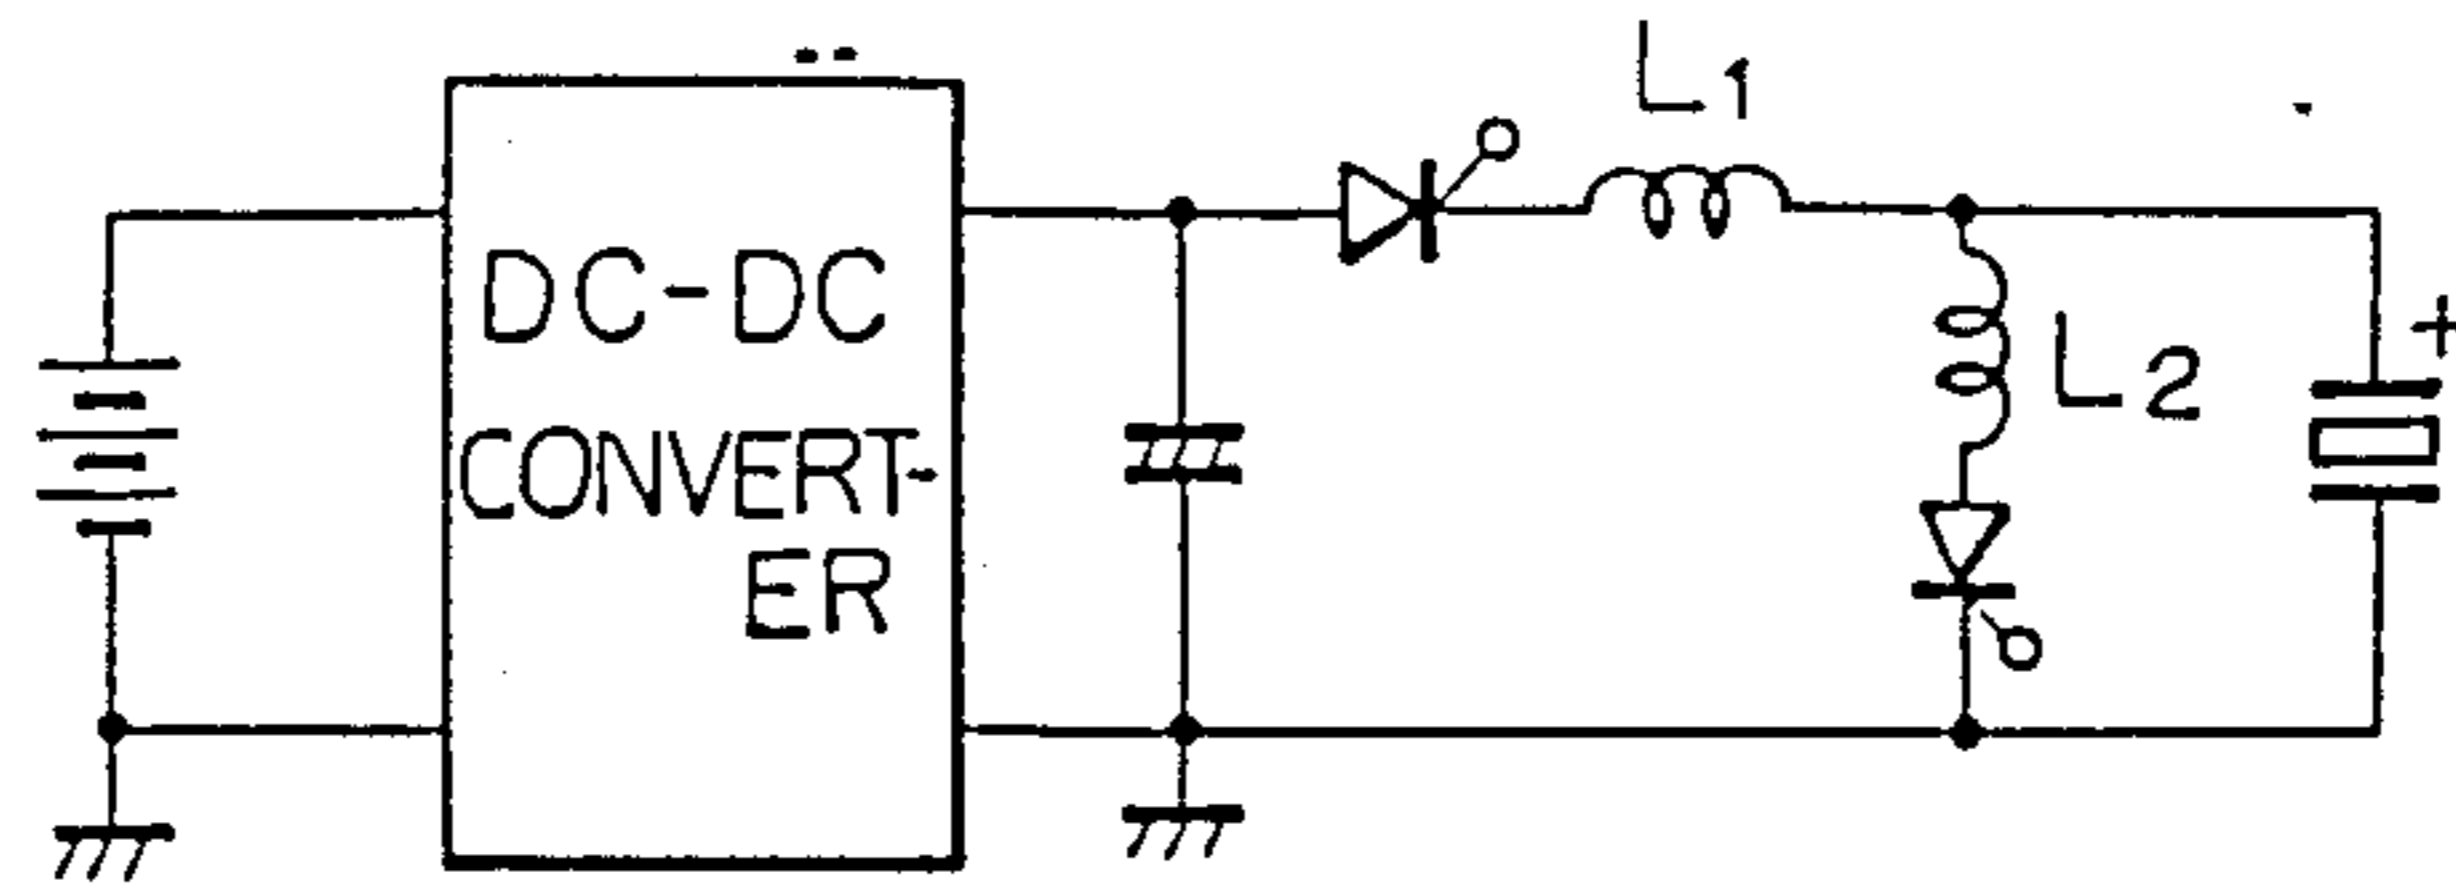 L1
DC-DC
CONVERT-
ER
L2
+